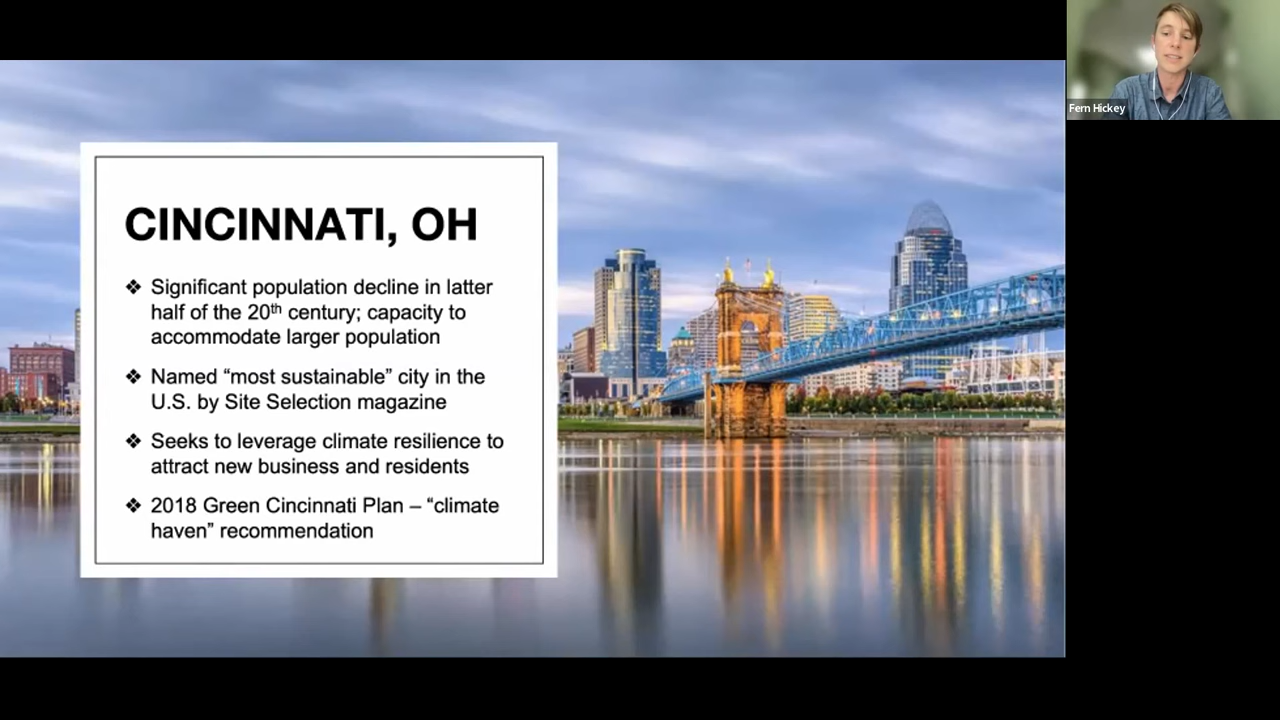 CINCINNATI, OH
❖ Significant population decline in latter
half of the 20th century; capacity to
accommodate larger population
❖ Named “most sustainable” city in the
U.S. by Site Selection magazine
❖ Seeks to leverage climate resilience to
attract new business and residents
❖ 2018 Green Cincinnati Plan – “climate
haven” recommendation
Fern Hickey